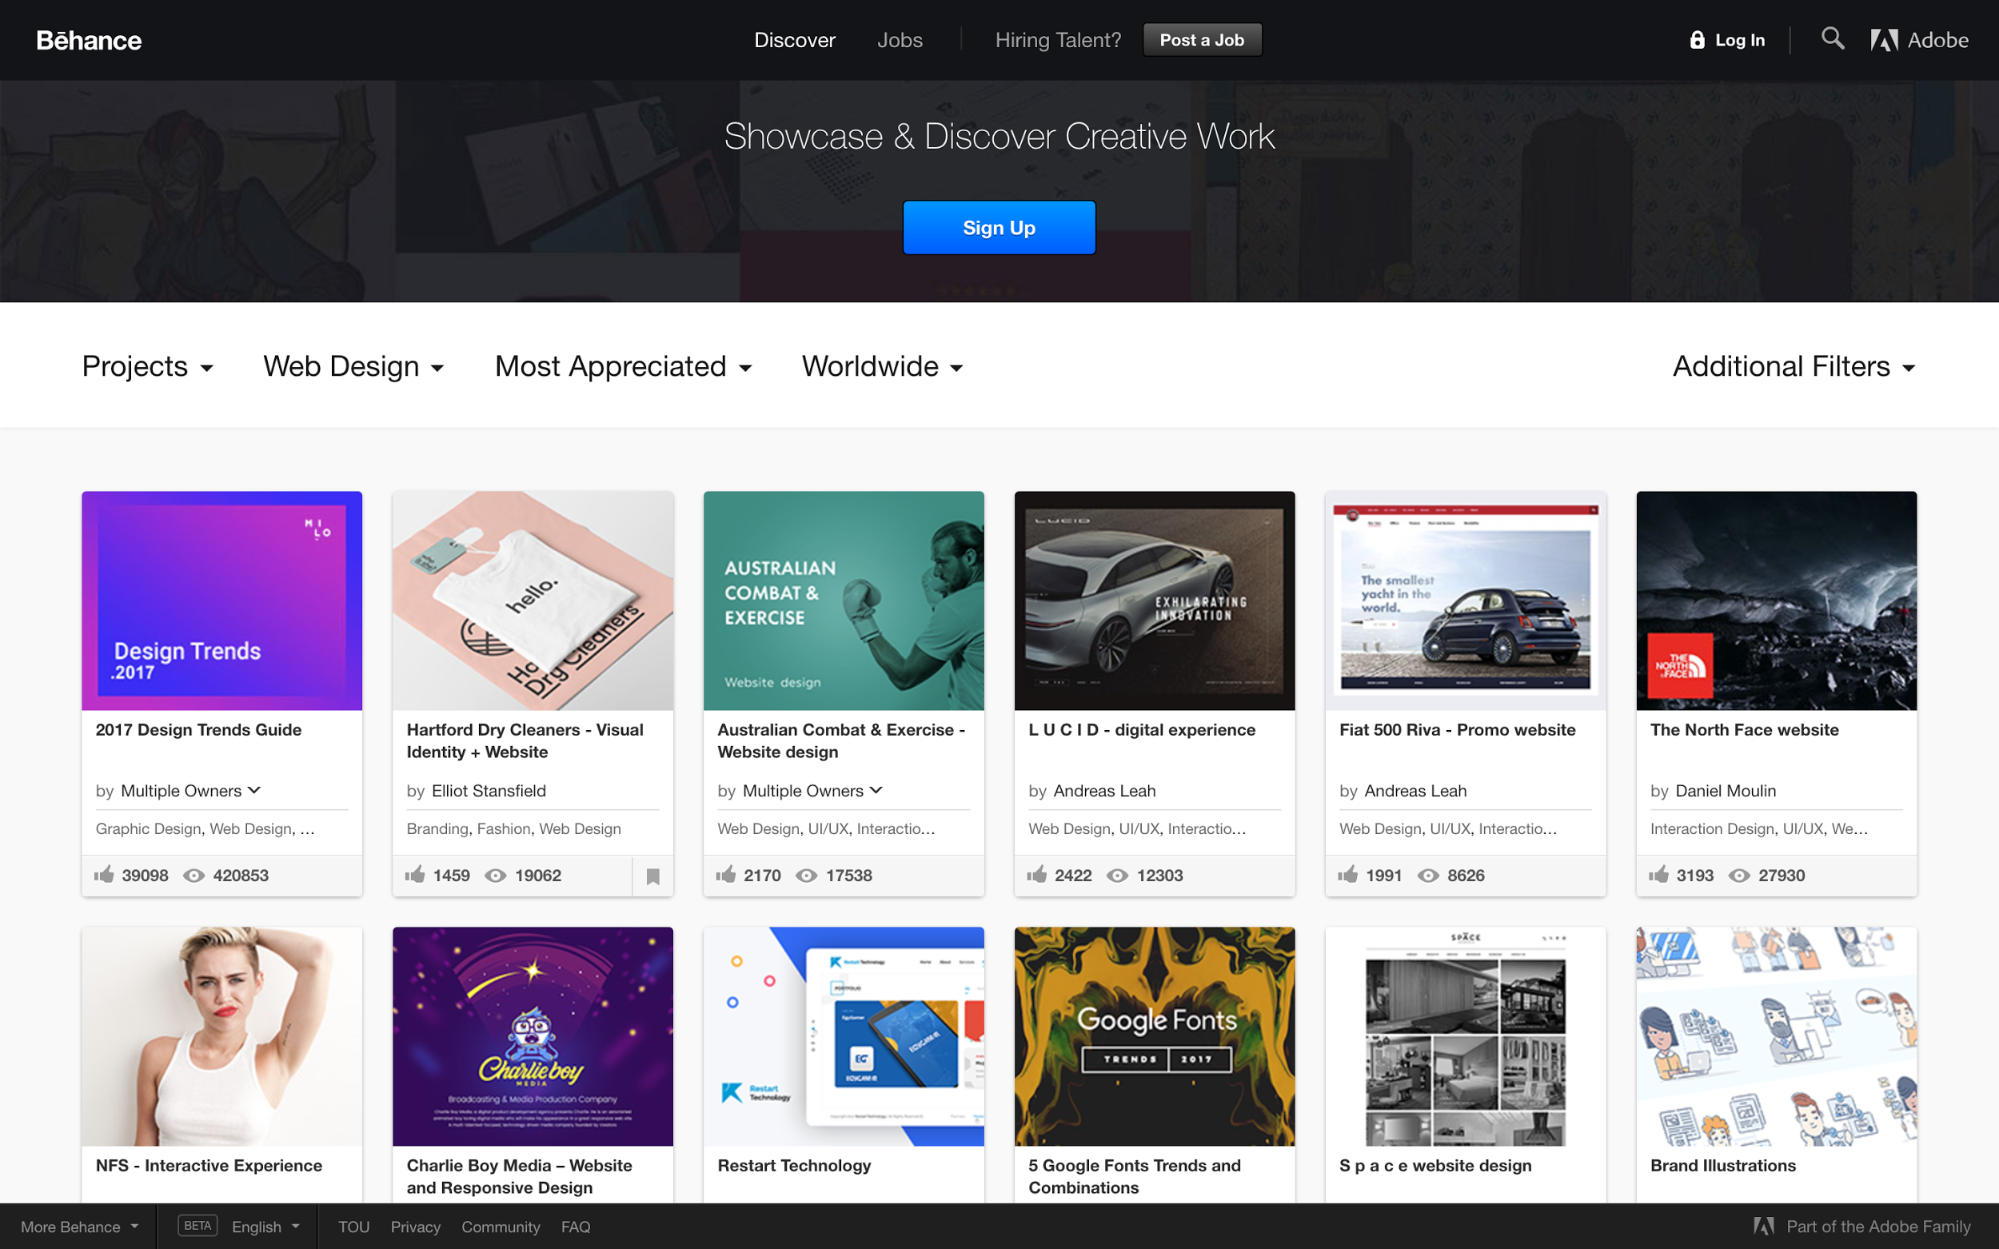 Bēhance
Discover Jobs Hiring Talent? Post a Job
Log In Adobe
Showcase & Discover Creative Work
Sign Up
Projects Web Design Most Appreciated Worldwide Additional Filters
MI
LO
Design Trends
.2017
2017 Design Trends Guide
by Multiple Owners
Graphic Design, Web Design, ...
39098 420853
hello.
Dry Cleaners
Hartford Dry Cleaners - Visual
Identity + Website
by Elliot Stansfield
Branding, Fashion, Web Design
1459 19062
AUSTRALIAN
COMBAT &
EXERCISE
Website design
Australian Combat & Exercise -
Website design
by Multiple Owners
Web Design, UI/UX, Interactio...
2170 17538
LUCID
EXHILARATING
INNOVATION
L U C I D - digital experience
by Andreas Leah
Web Design, UI/UX, Interactio...
2422 12303
The smallest
yacht in the
world.
Fiat 500 Riva - Promo website
by Andreas Leah
Web Design, UI/UX, Interactio...
1991 8626
THE
NORTH
FACE
The North Face website
by Daniel Moulin
Interaction Design, UI/UX, We...
3193 27930
NFS - Interactive Experience
Charlieboy
MEDIA
Broadcasting & Media Production Company
Charlie Boy Media – Website
and Responsive Design
Restart Technology
PORTFOLIO
EG
Restart
Technology
Restart Technology
Google Fonts
TRENDS 2017
5 Google Fonts Trends and
Combinations
SPACE
S p a c e website design
Brand Illustrations
More Behance BETA English TOU Privacy Community FAQ Part of the Adobe Family